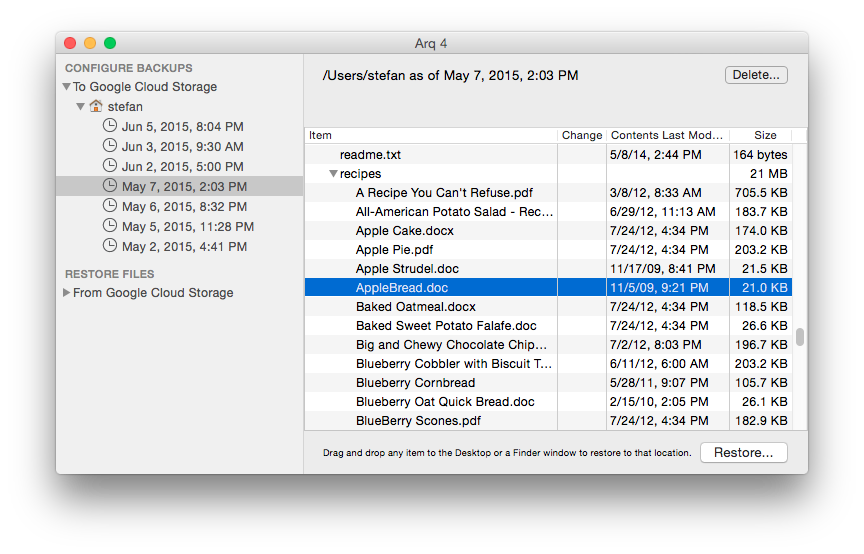 Arq 4
CONFIGURE BACKUPS
To Google Cloud Storage
stefan
Jun 5, 2015, 8:04 PM
Jun 3, 2015, 9:30 AM
Jun 2, 2015, 5:00 PM
May 7, 2015, 2:03 PM
May 6, 2015, 8:32 PM
May 5, 2015, 11:28 PM
May 2, 2015, 4:41 PM
RESTORE FILES
From Google Cloud Storage
/Users/stefan as of May 7, 2015, 2:03 PM
Delete...
Item Change Contents Last Mod... Size
readme.txt 5/8/14, 2:44 PM 164 bytes
recipes 21 MB
A Recipe You Can't Refuse.pdf 3/8/12, 8:33 AM 705.5 KB
All-American Potato Salad - Rec... 6/29/12, 11:13 AM 183.7 KB
Apple Cake.docx 7/24/12, 4:34 PM 174.0 KB
Apple Pie.pdf 7/24/12, 4:34 PM 203.2 KB
Apple Strudel.doc 11/17/09, 8:41 PM 21.5 KB
AppleBread.doc 11/5/09, 9:21 PM 21.0 KB
Baked Oatmeal.docx 7/24/12, 4:34 PM 118.5 KB
Baked Sweet Potato Falafe.doc 7/24/12, 4:34 PM 26.6 KB
Big and Chewy Chocolate Chip... 7/2/12, 8:03 PM 196.7 KB
Blueberry Cobbler with Biscuit T... 6/11/12, 6:00 AM 203.2 KB
Blueberry Cornbread 5/28/11, 9:07 PM 105.7 KB
Blueberry Oat Quick Bread.doc 2/15/10, 2:05 PM 26.1 KB
BlueBerry Scones.pdf 7/24/12, 4:34 PM 182.9 KB
Drag and drop any item to the Desktop or a Finder window to restore to that location.
Restore...